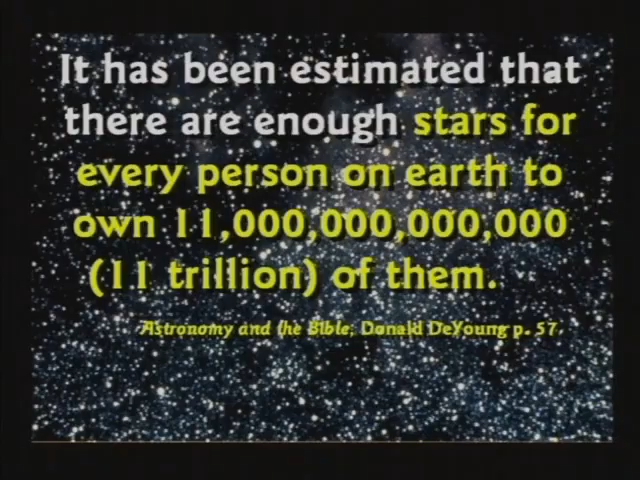 It has been estimated that
there are enough stars for
every person on earth to
own 11,000,000,000,000
(11 trillion) of them.
Astronomy and the Bible, Donald DeYoung p. 57.